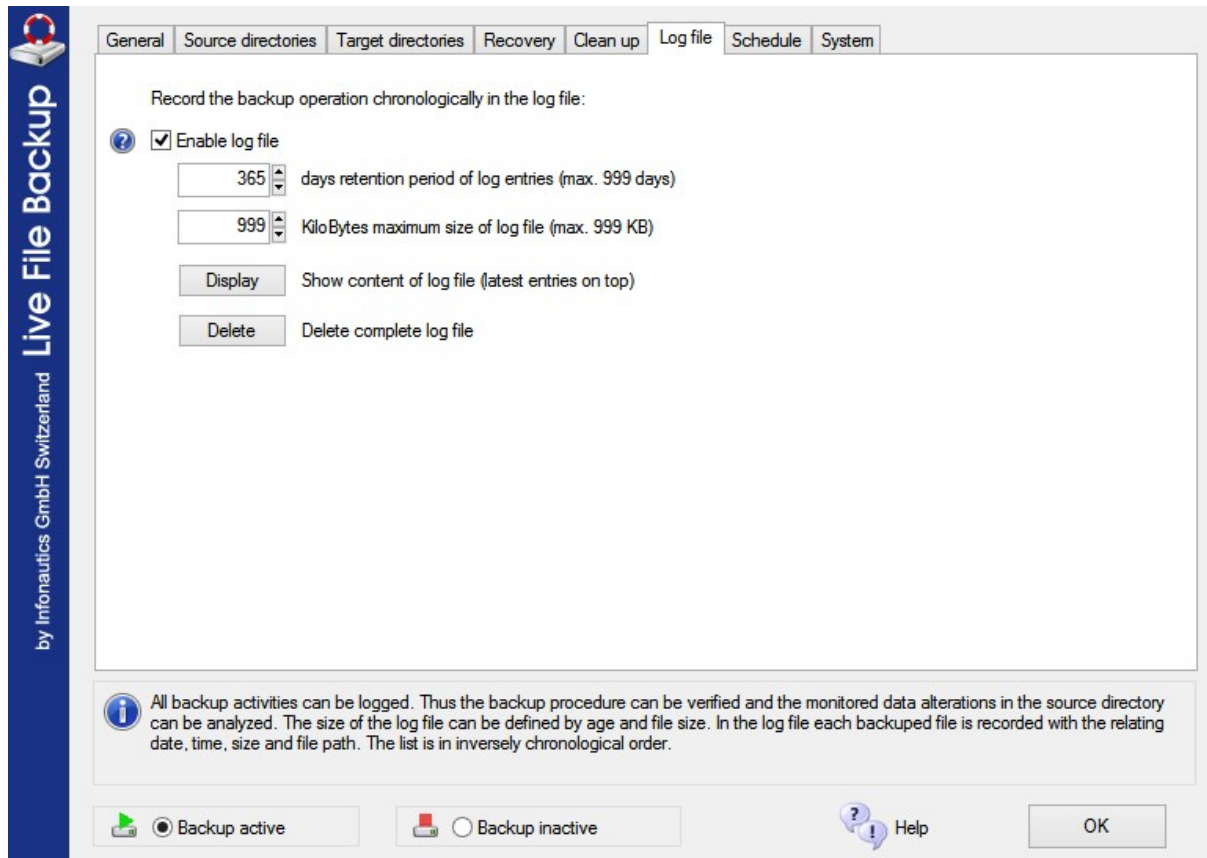 General Source directories Target directories Recovery Clean up Log file Schedule System
Record the backup operation chronologically in the log file:
Enable log file
365 days retention period of log entries (max. 999 days)
999 KiloBytes maximum size of log file (max. 999 KB)
Display Show content of log file (latest entries on top)
Delete Delete complete log file
by Infonautics GmbH Switzerland Live File Backup
All backup activities can be logged. Thus the backup procedure can be verified and the monitored data alterations in the source directory
can be analyzed. The size of the log file can be defined by age and file size. In the log file each backuped file is recorded with the relating
date, time, size and file path. The list is in inversely chronological order.
Backup active Backup inactive Help OK